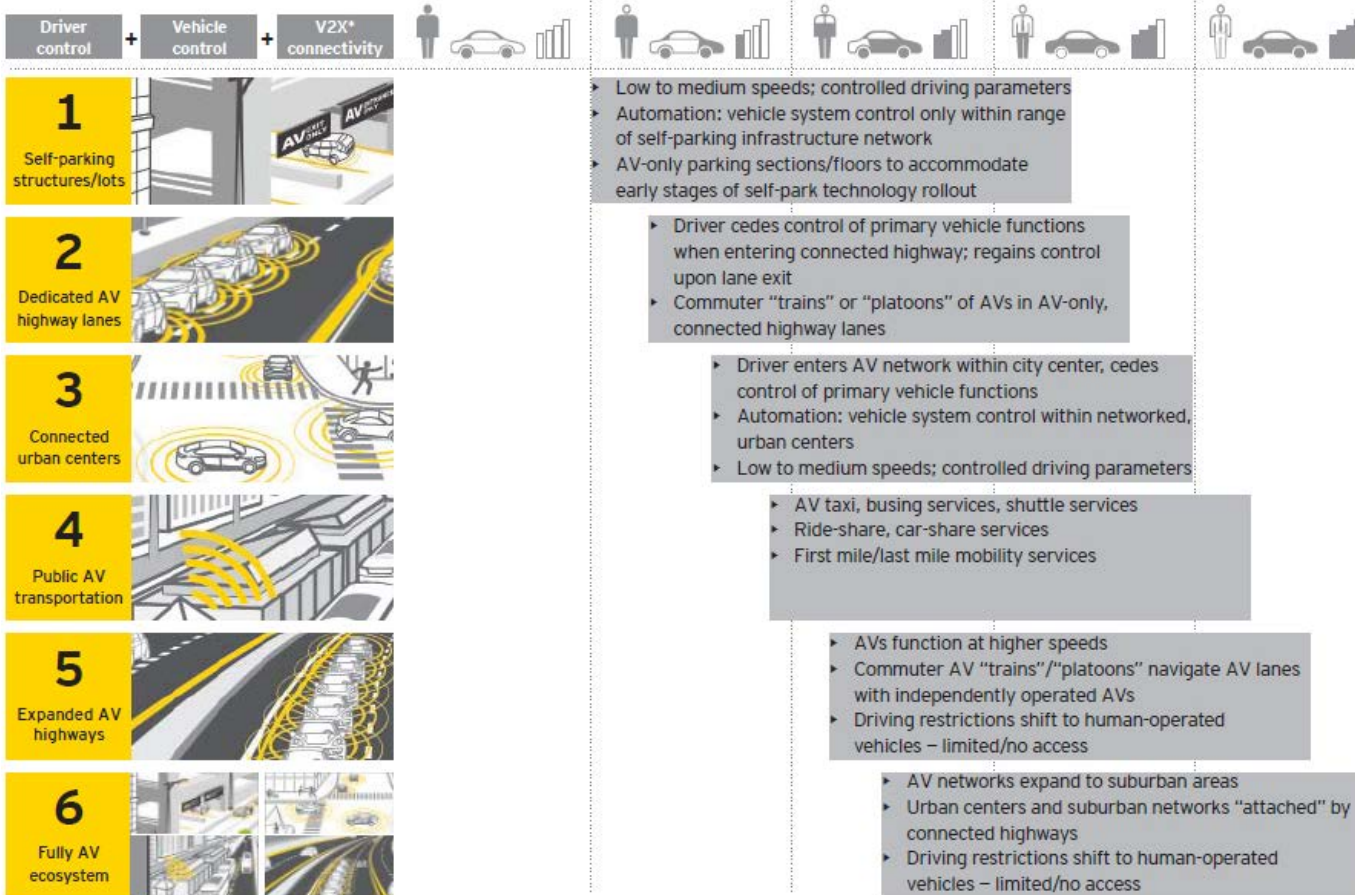 Driver
control
+
Vehicle
control
+
V2X*
connectivity
1
Self-parking
structures/lots
AV EXIT
ONLY
AV ENTRANCE
ONLY
▸ Low to medium speeds; controlled driving parameters
▸ Automation: vehicle system control only within range
of self-parking infrastructure network
▸ AV-only parking sections/floors to accommodate
early stages of self-park technology rollout
2
Dedicated AV
highway lanes
▸ Driver cedes control of primary vehicle functions
when entering connected highway; regains control
upon lane exit
▸ Commuter “trains” or “platoons” of AVs in AV-only,
connected highway lanes
3
Connected
urban centers
▸ Driver enters AV network within city center, cedes
control of primary vehicle functions
▸ Automation: vehicle system control within networked,
urban centers
▸ Low to medium speeds; controlled driving parameters
4
Public AV
transportation
▸ AV taxi, busing services, shuttle services
▸ Ride-share, car-share services
▸ First mile/last mile mobility services
5
Expanded AV
highways
▸ AVs function at higher speeds
▸ Commuter AV “trains”/“platoons” navigate AV lanes
with independently operated AVs
▸ Driving restrictions shift to human-operated
vehicles – limited/no access
6
Fully AV
ecosystem
▸ AV networks expand to suburban areas
▸ Urban centers and suburban networks “attached” by
connected highways
▸ Driving restrictions shift to human-operated
vehicles – limited/no access